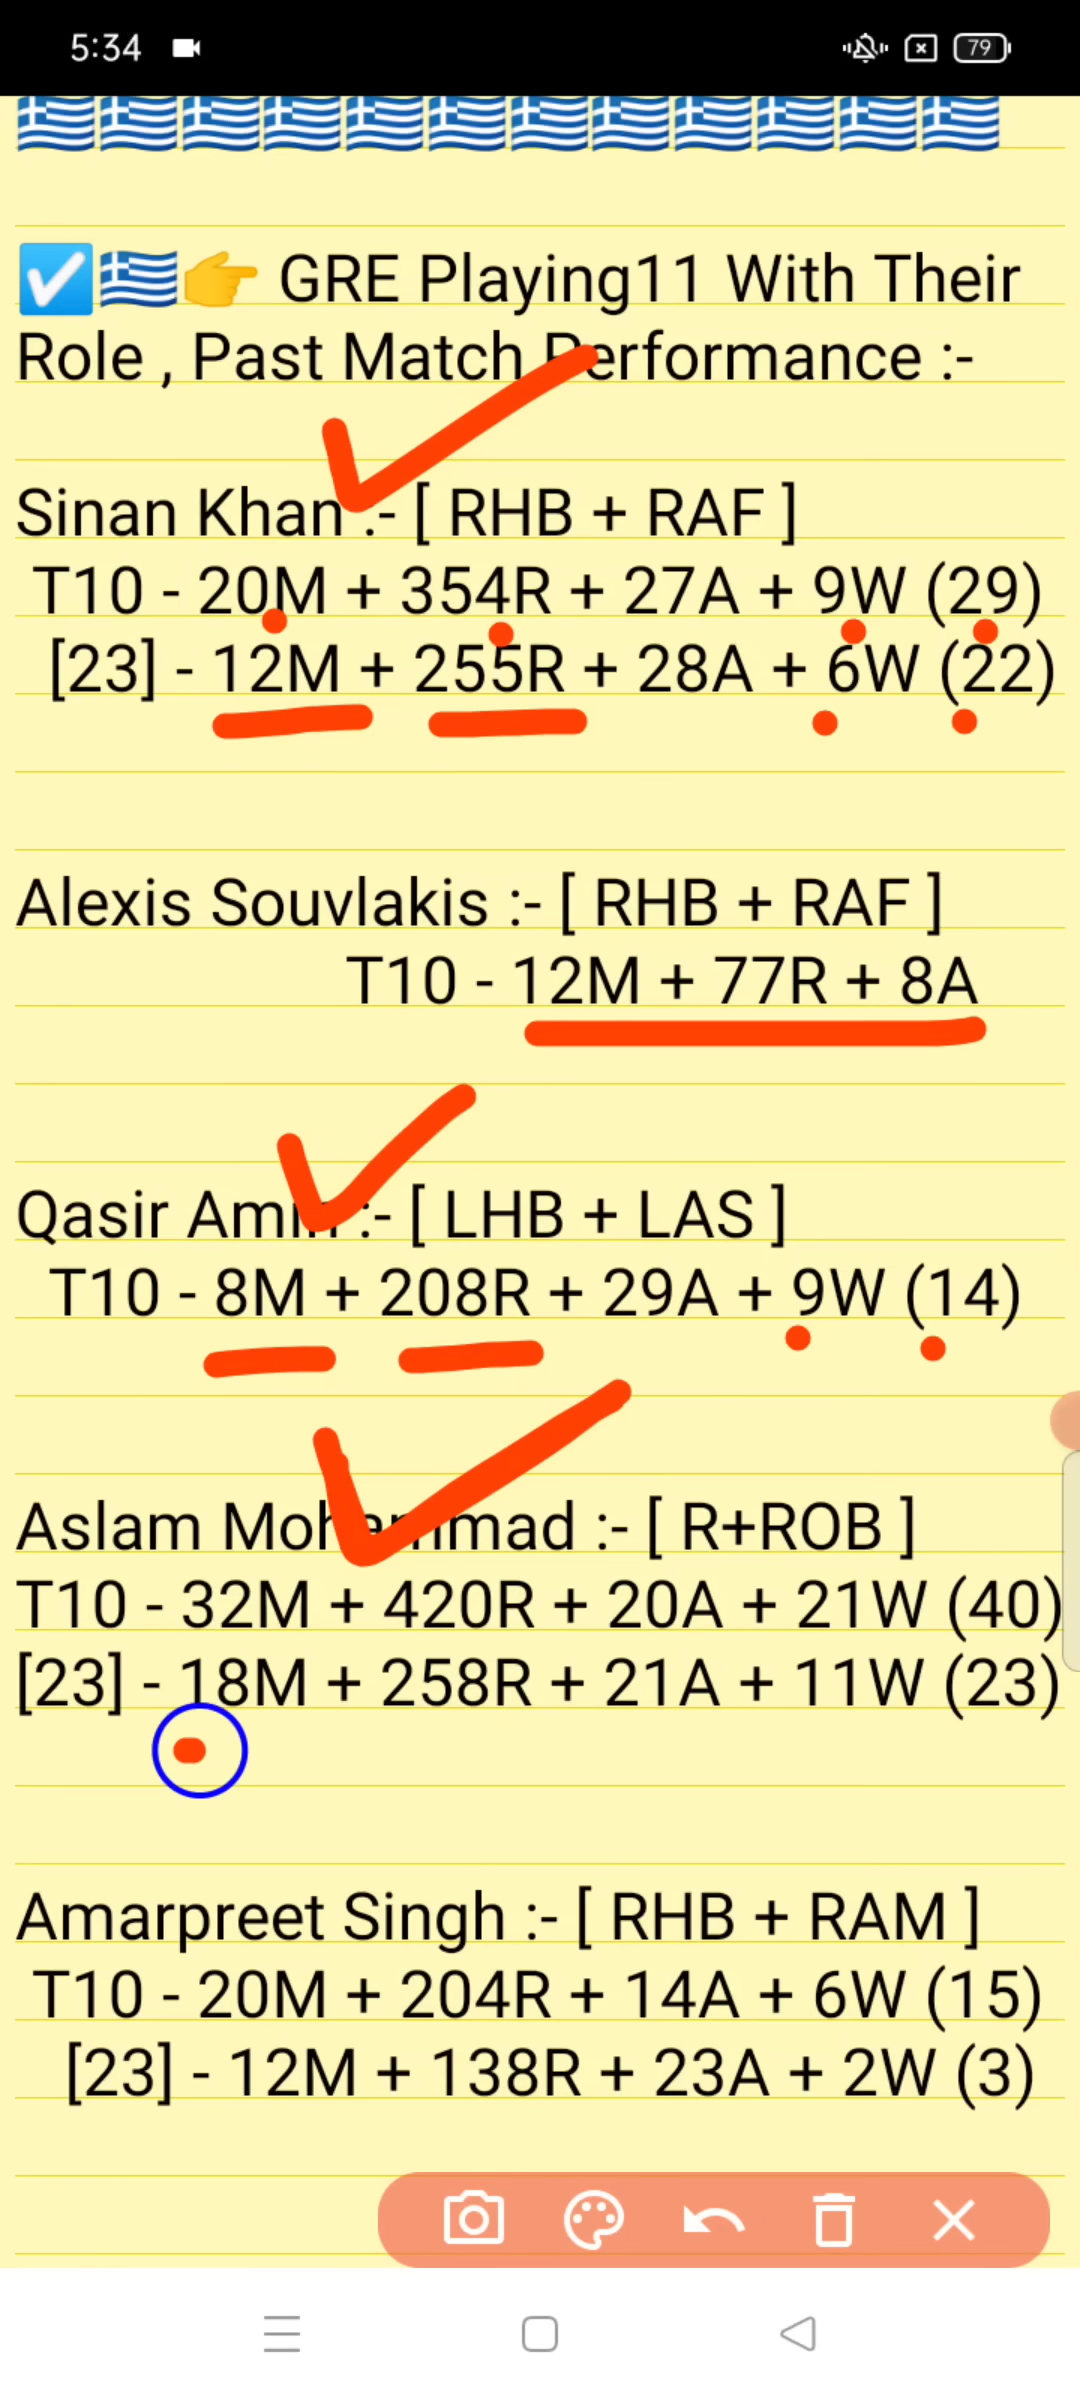 5:34
79
GRE Playing11 With Their
Role , Past Match Performance :-
Sinan Khan :- [ RHB + RAF ]
T10 - 20M + 354R + 27A + 9W (29)
[23] - 12M + 255R + 28A + 6W (22)
Alexis Souvlakis :- [ RHB + RAF ]
T10 - 12M + 77R + 8A
Qasir Amin :- [ LHB + LAS ]
T10 - 8M + 208R + 29A + 9W (14)
Aslam Mohammad :- [ R+ROB ]
T10 - 32M + 420R + 20A + 21W (40)
[23] - 18M + 258R + 21A + 11W (23)
Amarpreet Singh :- [ RHB + RAM ]
T10 - 20M + 204R + 14A + 6W (15)
[23] - 12M + 138R + 23A + 2W (3)